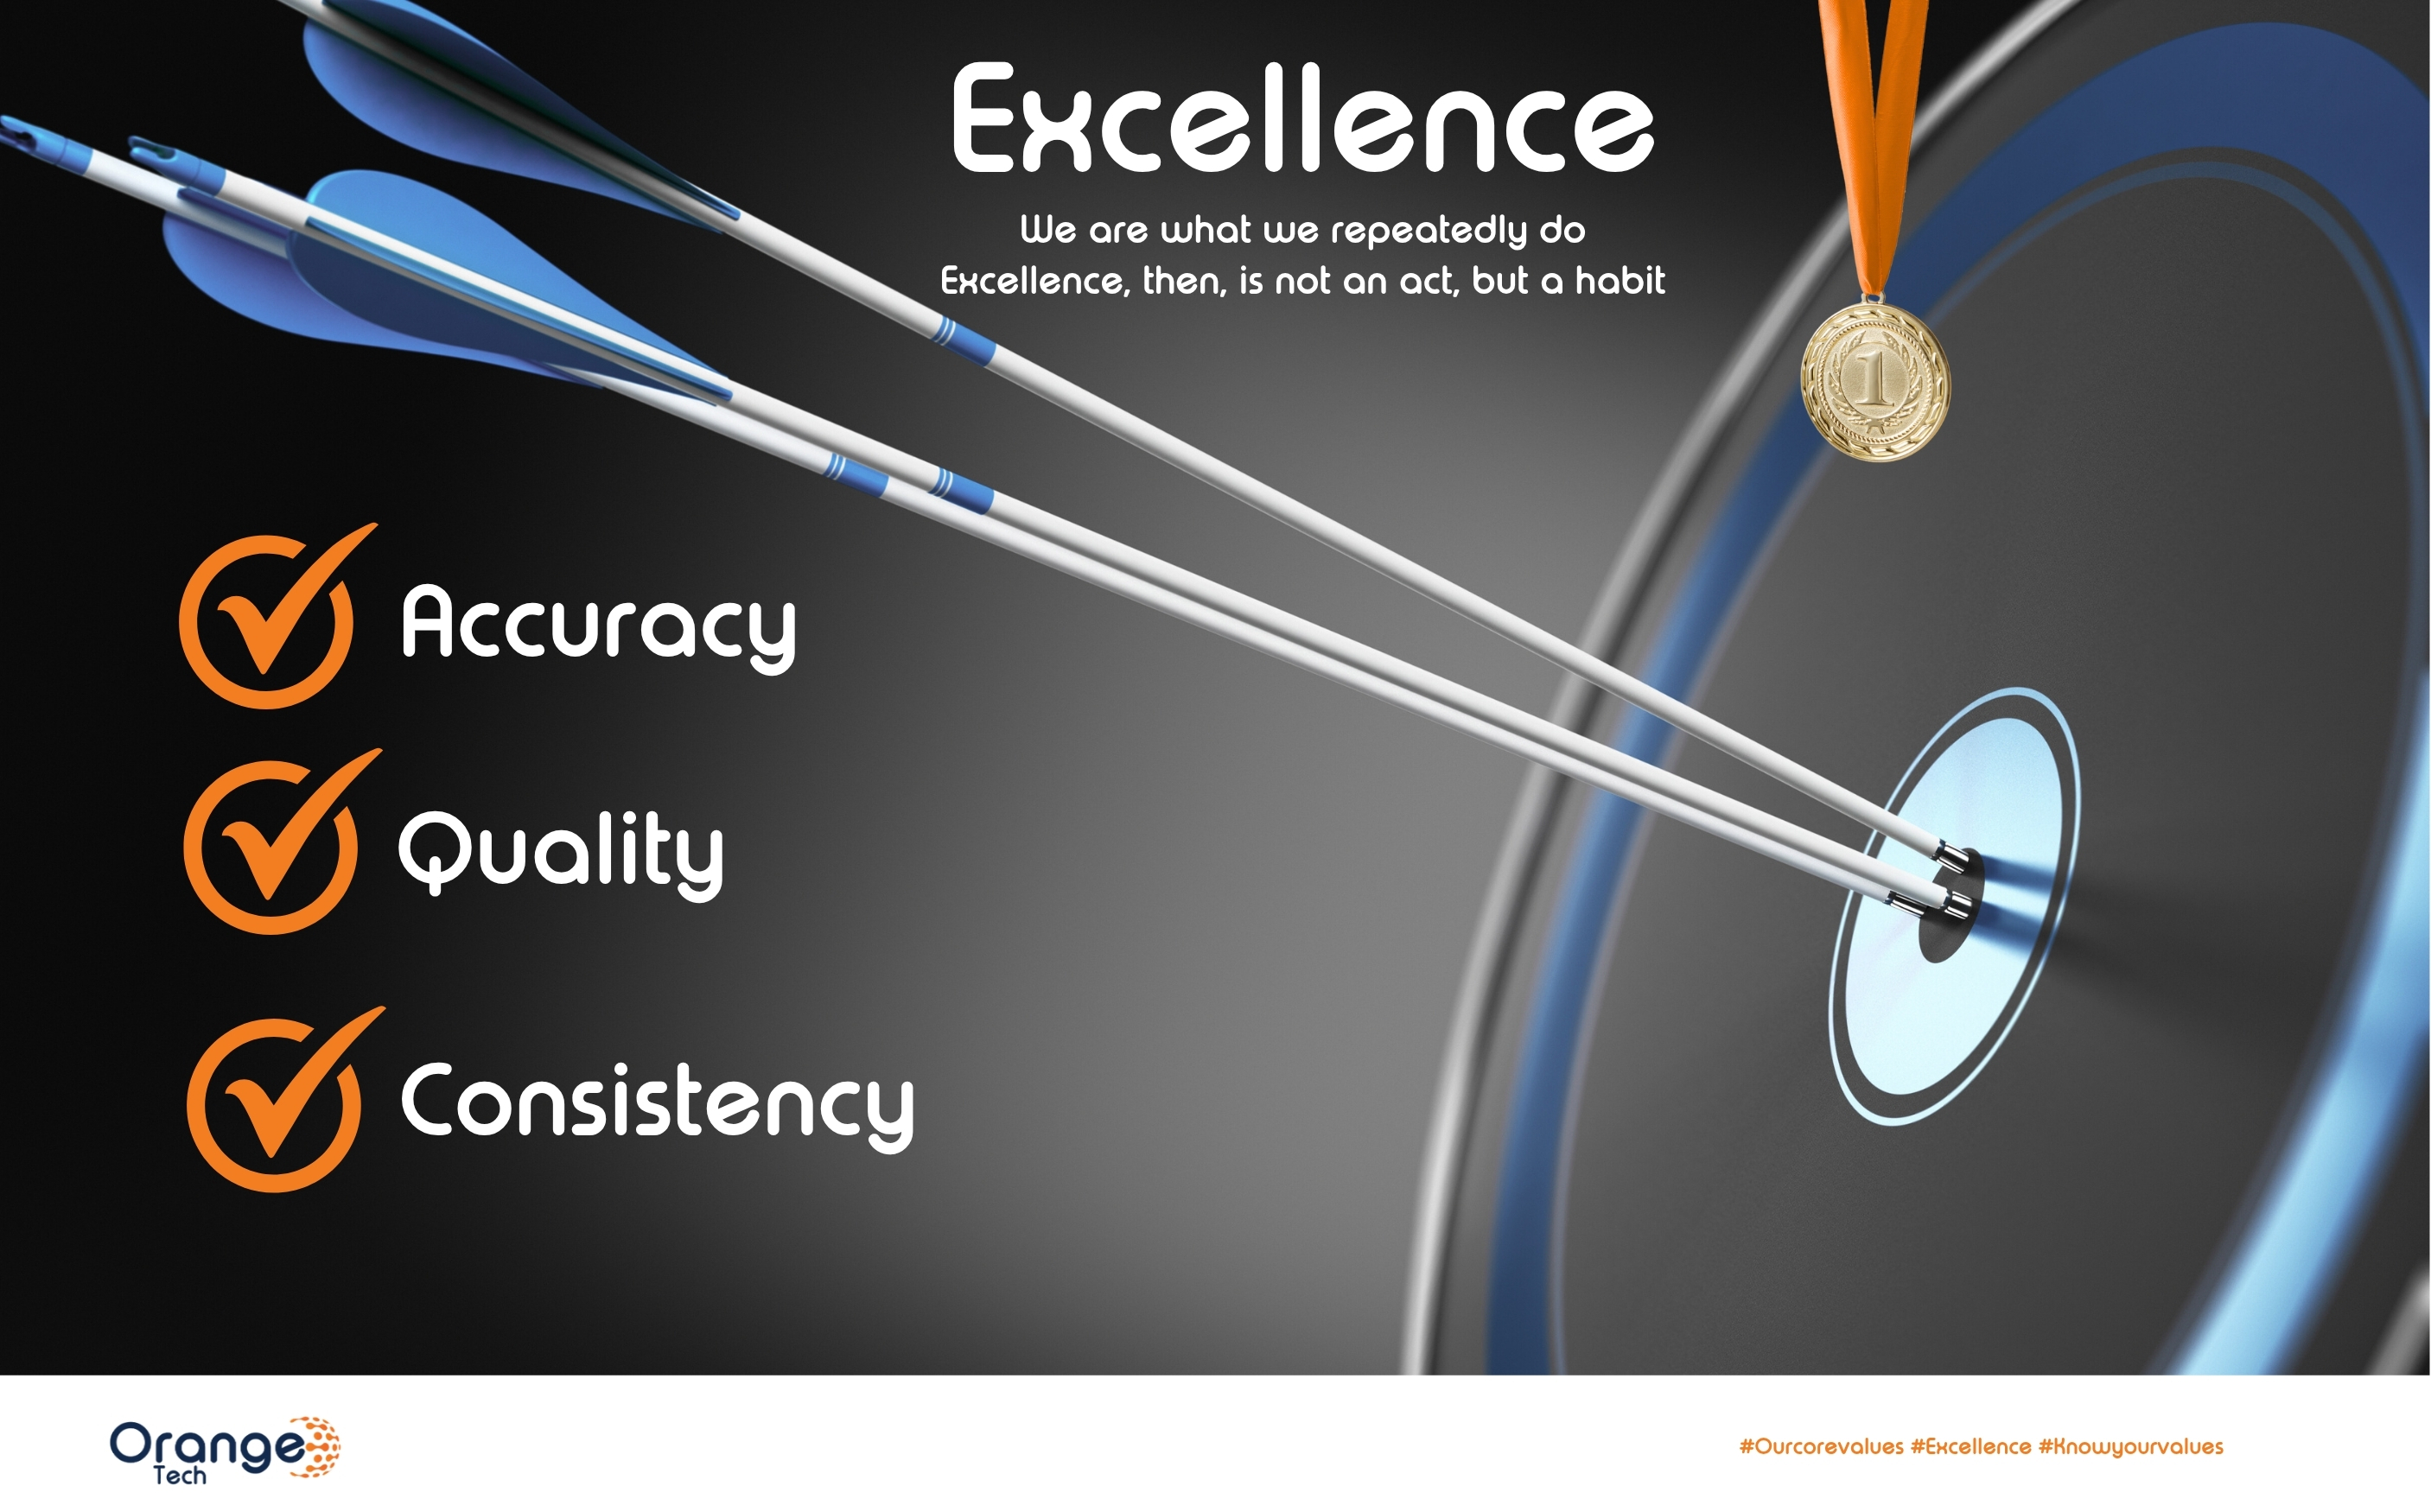 Excellence
We are what we repeatedly do
Excellence, then, is not an act, but a habit
1
Accuracy
Quality
Consistency
Orange
Tech
#Ourcorevalues #Excellence #Knowyourvalues